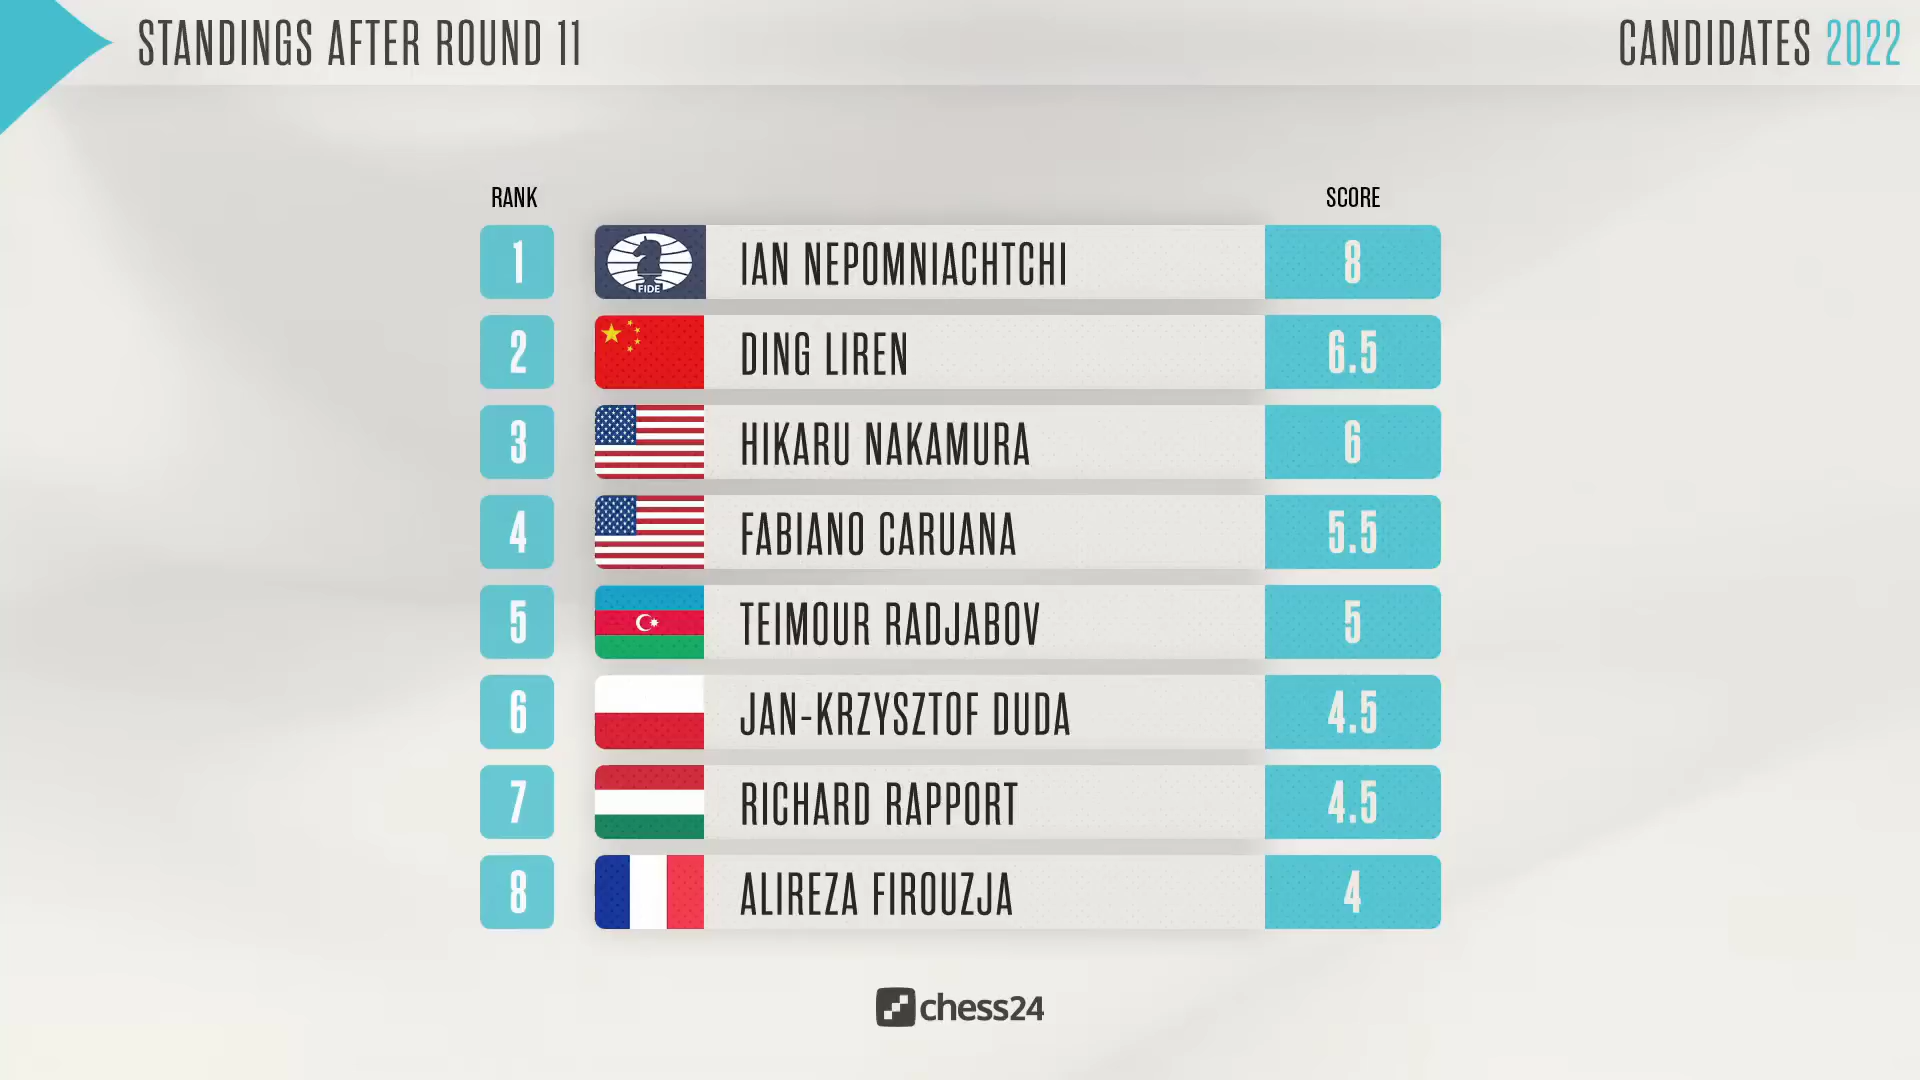 STANDINGS AFTER ROUND 11
CANDIDATES 2022
RANK SCORE
1 FIDE IAN NEPOMNIACHTCHI 8
2 DING LIREN 6.5
3 HIKARU NAKAMURA 6
4 FABIANO CARUANA 5.5
5 TEIMOUR RADJABOV 5
6 JAN-KRZYSZTOF DUDA 4.5
7 RICHARD RAPPORT 4.5
8 ALIREZA FIROUZJA 4
chess24